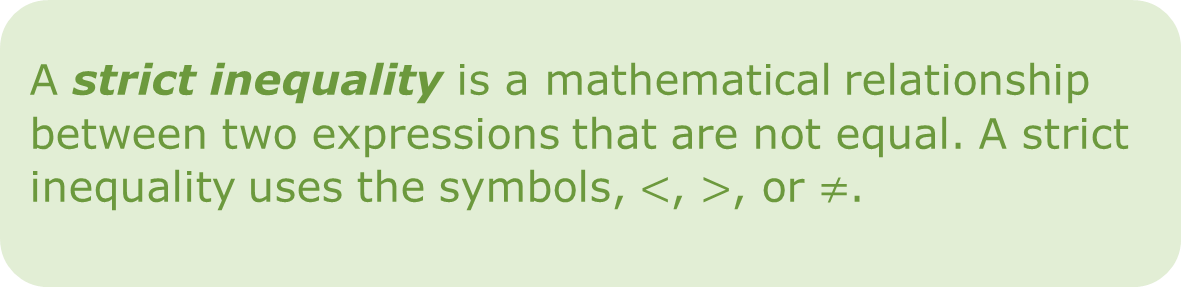 A strict inequality is a mathematical relationship
between two expressions that are not equal. A strict
inequality uses the symbols, <, >, or ≠.